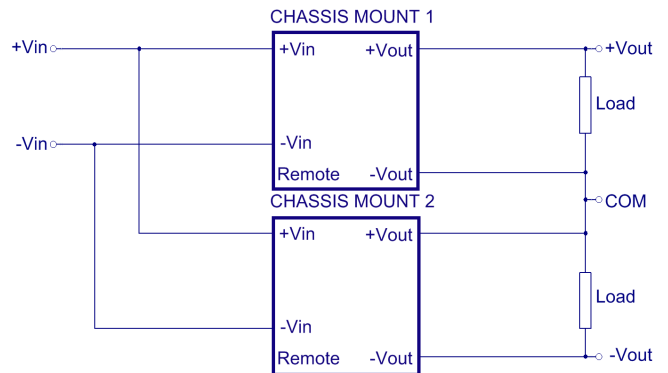 CHASSIS MOUNT 1
+Vin
+Vin
+Vout
+Vout
Load
-Vin
-Vin
Remote
-Vout
CHASSIS MOUNT 2
COM
+Vin
+Vout
Load
-Vin
Remote
-Vout
-Vout